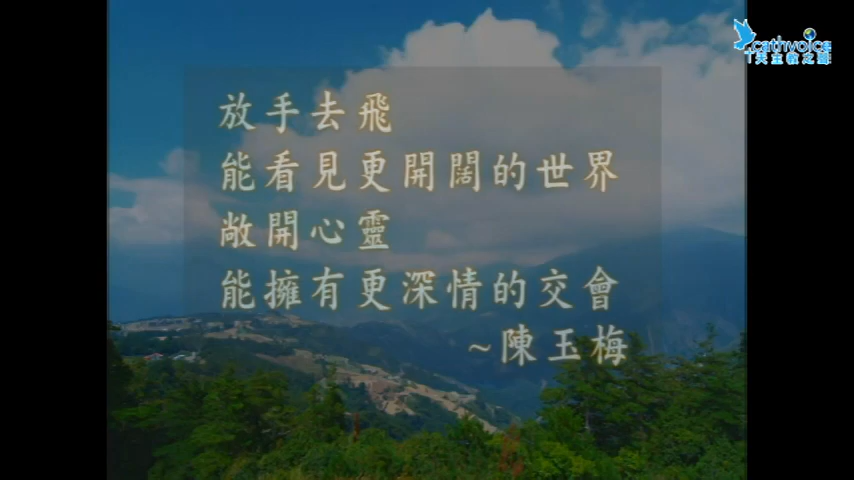 cathvoice
天主教之聲
放手去飛
能看見更開闊的世界
敞開心靈
能擁有更深情的交會
~陳玉梅